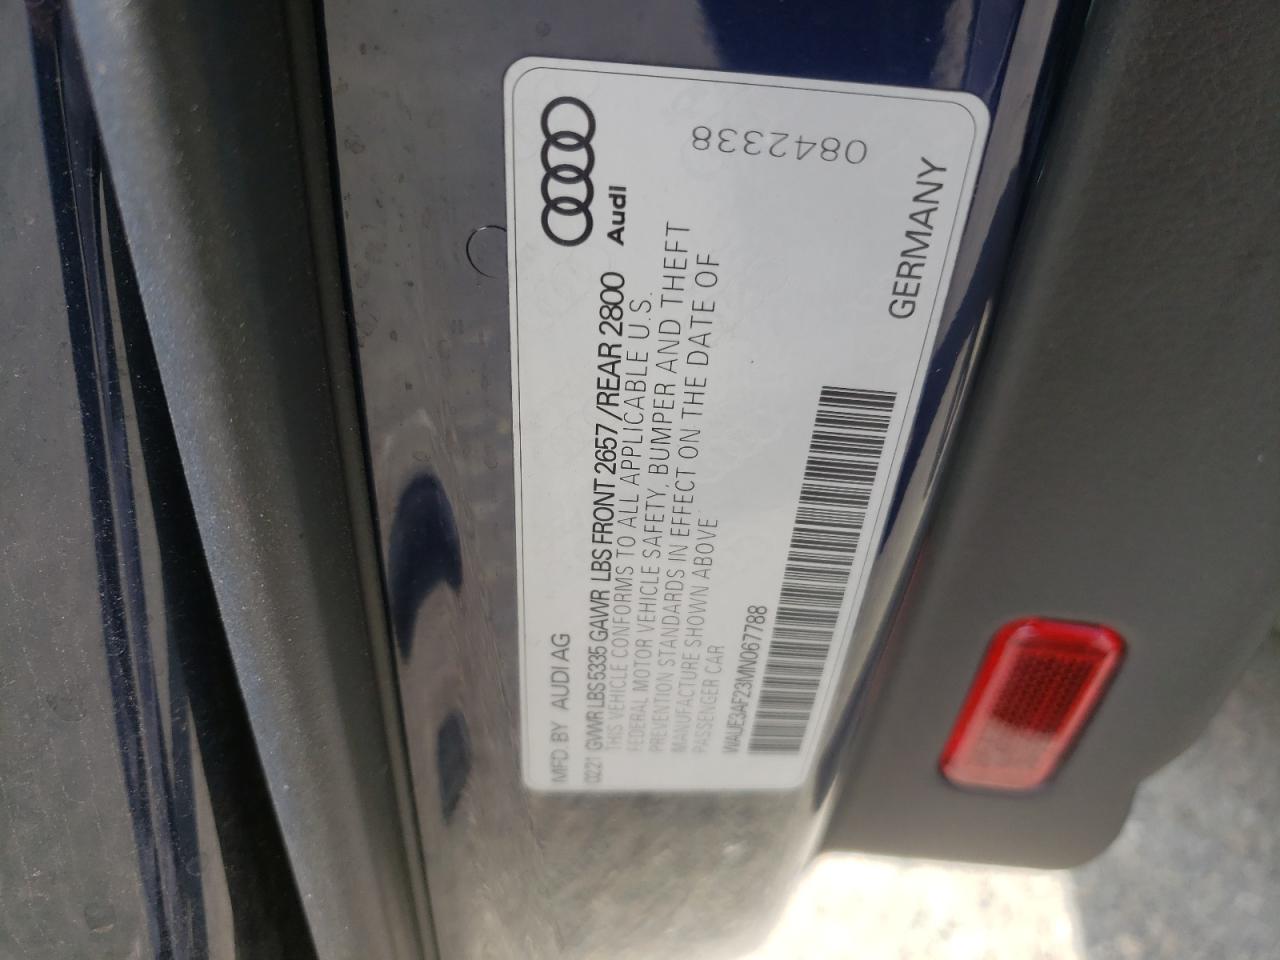 MFD. BY AUDI AG
Audi
02.21 GVWR LBS 5335 GAWR LBS FRONT 2657 / REAR 2800
THIS VEHICLE CONFORMS TO ALL APPLICABLE U.S.
FEDERAL MOTOR VEHICLE SAFETY, BUMPER AND THEFT
PREVENTION STANDARDS IN EFFECT ON THE DATE OF
MANUFACTURE SHOWN ABOVE
PASSENGER CAR
WAUE3AF23MN067788
0842338
GERMANY